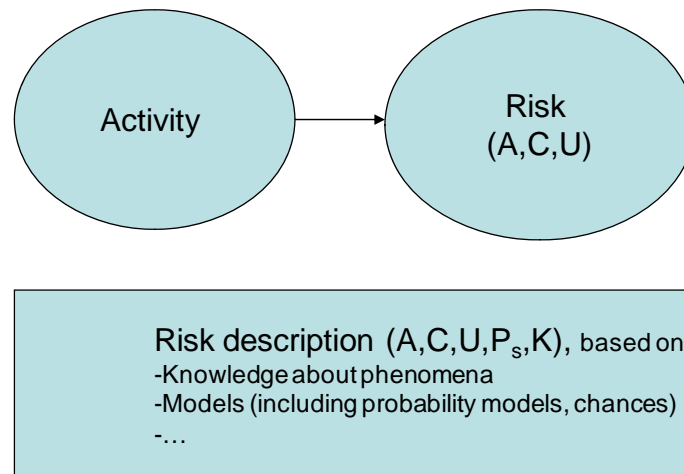 Activity
Risk
(A,C,U)
Risk description (A,C,U,Pₛ,K), based on
-Knowledge about phenomena
-Models (including probability models, chances)
-…